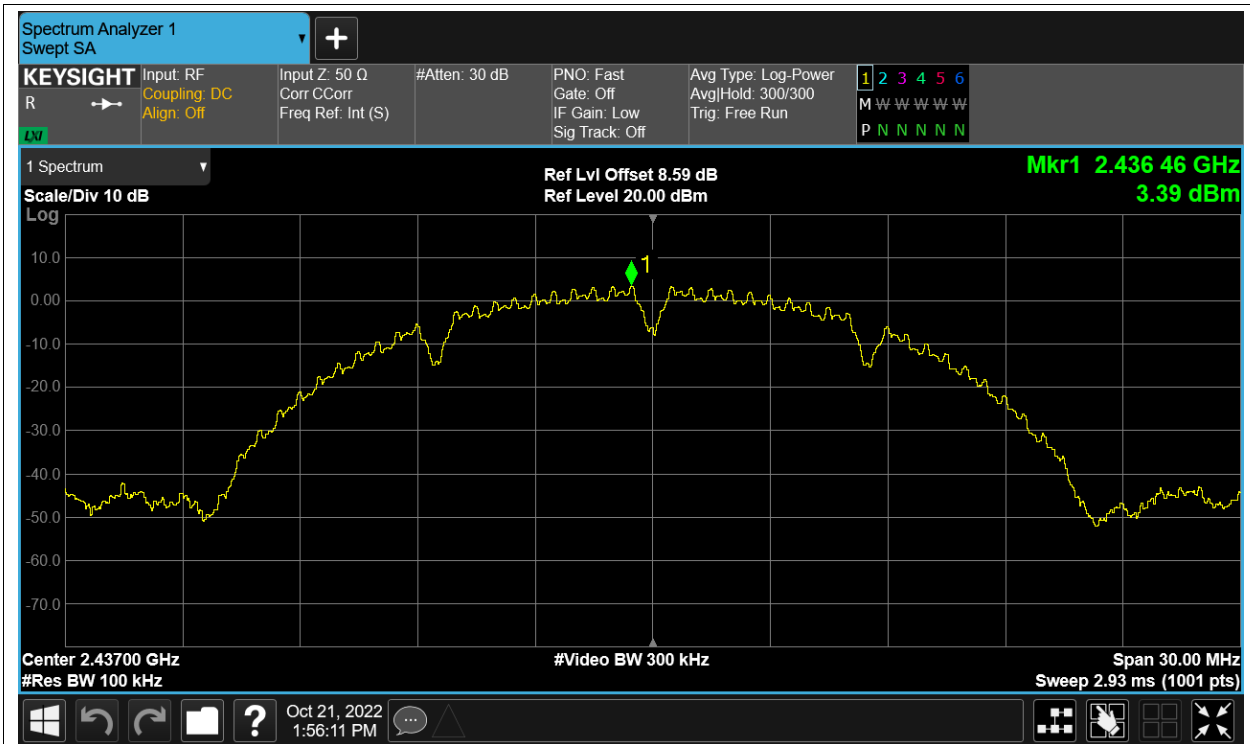 Spectrum Analyzer 1
Swept SA
KEYSIGHT
R
LXI
Input: RF
Coupling: DC
Align: Off
Input Z: 50 Ω
Corr CCorr
Freq Ref: Int (S)
#Atten: 30 dB
PNO: Fast
Gate: Off
IF Gain: Low
Sig Track: Off
Avg Type: Log-Power
Avg|Hold: 300/300
Trig: Free Run
1 2 3 4 5 6
M W W W W W
P N N N N N
1 Spectrum
Scale/Div 10 dB
Log
Ref Lvl Offset 8.59 dB
Ref Level 20.00 dBm
Mkr1 2.436 46 GHz
3.39 dBm
1
10.0
0.00
-10.0
-20.0
-30.0
-40.0
-50.0
-60.0
-70.0
Center 2.43700 GHz
#Res BW 100 kHz
#Video BW 300 kHz
Span 30.00 MHz
Sweep 2.93 ms (1001 pts)
?
Oct 21, 2022
1:56:11 PM